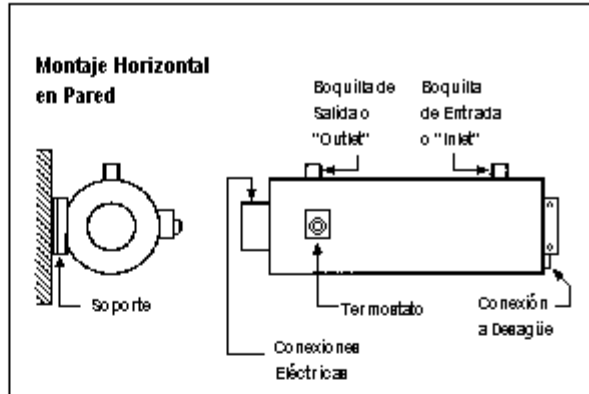 Montaje Horizontal
en Pared
Boquilla de
Salida o
"Outlet"
Boquilla
de Entrada
o "Inlet"
Soporte
Termostato
Conexión
a Desagüe
Conexiones
Eléctricas